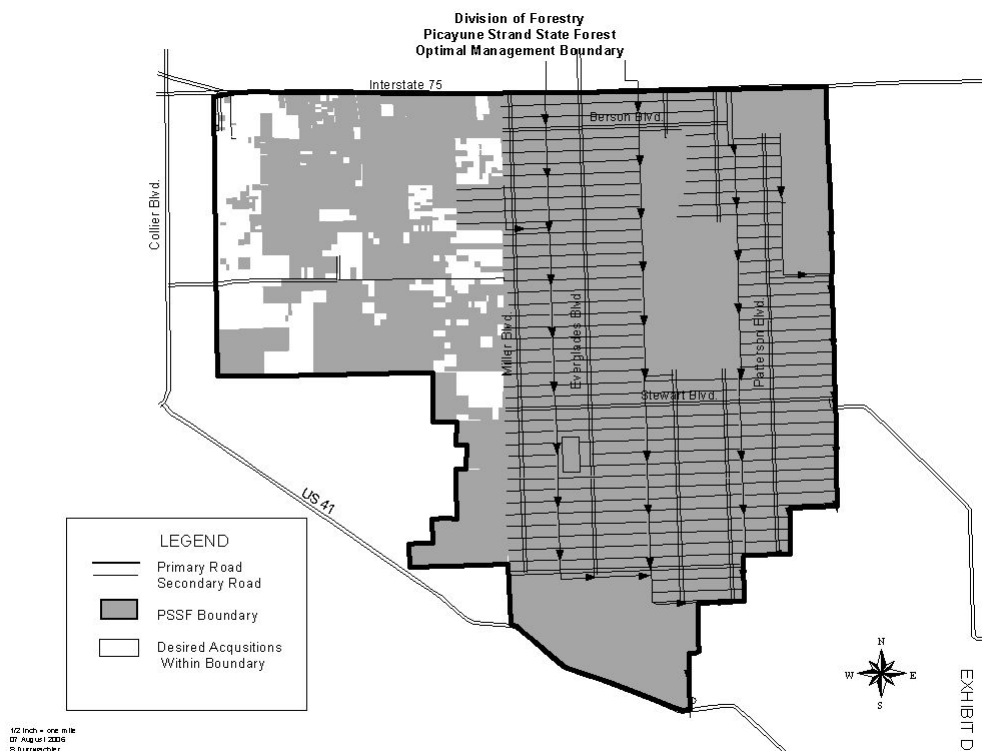 Division of Forestry
Picayune Strand State Forest
Optimal Management Boundary
Interstate 75
Berson Blvd.
Collier Blvd.
Miller Blvd.
Everglades Blvd
Patterson Blvd.
Stewart Blvd.
US 41
LEGEND
Primary Road
Secondary Road
PSSF Boundary
Desired Acqusitions
Within Boundary
N
W
E
S
EXHIBIT D
1/2 inch = one mile
07 August 2006